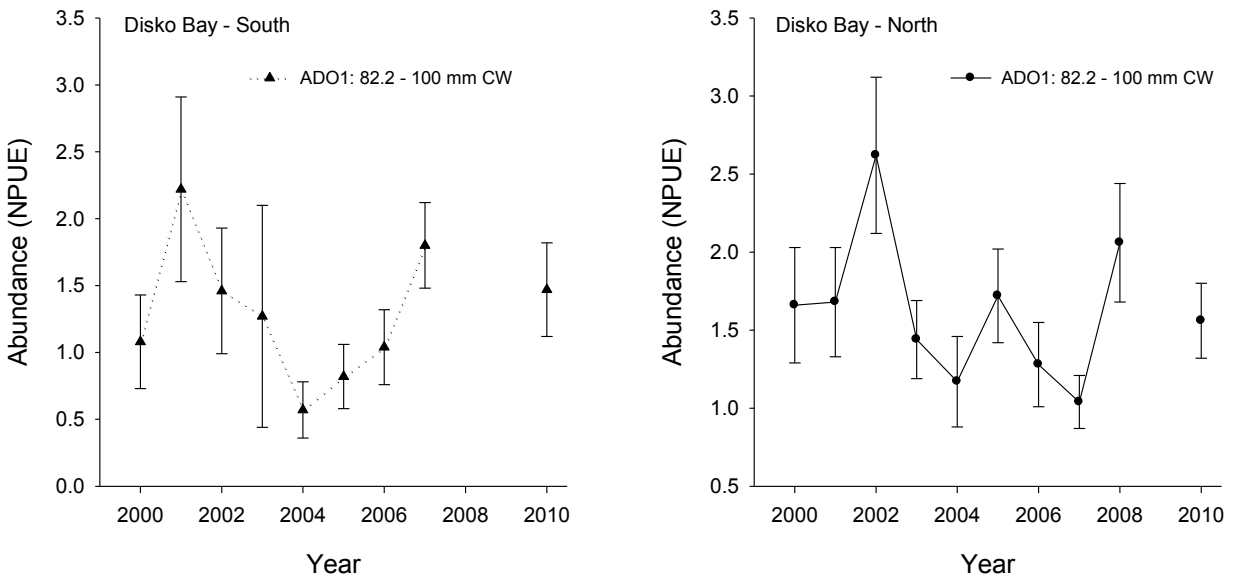 Disko Bay - South
ADO1: 82.2 - 100 mm CW
Abundance (NPUE)
3.5
3.0
2.5
2.0
1.5
1.0
0.5
0.0
2000 2002 2004 2006 2008 2010
Year
Disko Bay - North
ADO1: 82.2 - 100 mm CW
Abundance (NPUE)
3.5
3.0
2.5
2.0
1.5
1.0
0.5
2000 2002 2004 2006 2008 2010
Year